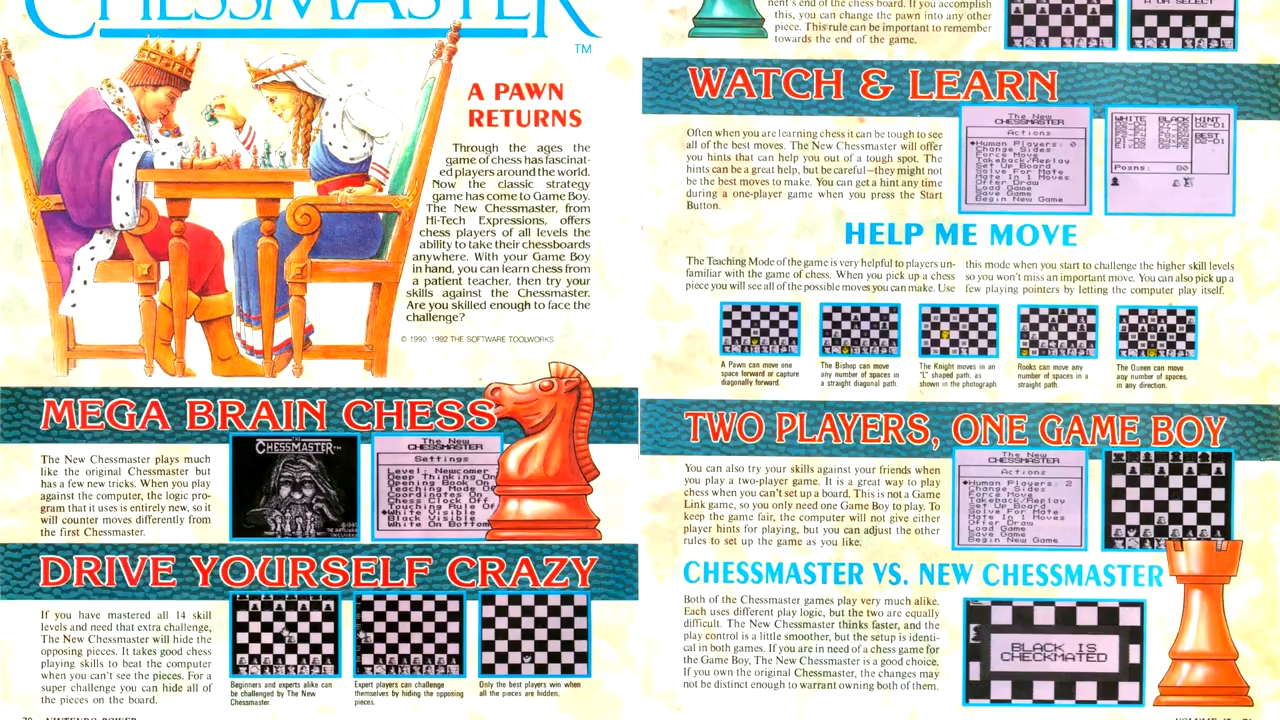 CHESSMASTER
TM
A PAWN
RETURNS
Through the ages the
game of chess has fascinat-
ed players around the world.
Now the classic strategy
game has come to Game Boy.
The New Chessmaster, from
Hi-Tech Expressions, offers
chess players of all levels the
ability to take their chessboards
anywhere. With your Game Boy
in hand, you can learn chess from
a patient teacher, then try your
skills against the Chessmaster.
Are you skilled enough to face the
challenge?
© 1990, 1992 THE SOFTWARE TOOLWORKS
MEGA BRAIN CHESS
The New Chessmaster plays much
like the original Chessmaster but
has a few new tricks. When you play
against the computer, the logic pro-
gram that it uses is entirely new, so it
will counter moves differently from
the first Chessmaster.
THE
CHESSMASTER™
The New
CHESSMASTER
Settings
Level: Newcomer
Deep Thinking On
Opening Book On
Teaching Mode Of
Coordinates On
Chess Clock Off
Touching Rule Of
White Visible
Black Visible
White On Bottom
DRIVE YOURSELF CRAZY
If you have mastered all 14 skill
levels and need that extra challenge,
The New Chessmaster will hide the
opposing pieces. It takes good chess
playing skills to beat the computer
when you can't see the pieces. For a
super challenge you can hide all of
the pieces on the board.
Beginners and experts alike can
be challenged by The New
Chessmaster.
Expert players can challenge
themselves by hiding the opposing
pieces.
Only the best players win when
all the pieces are hidden.
70 NINTENDO POWER
nent's end of the chess board. If you accomplish
this, you can change the pawn into any other
piece. This rule can be important to remember
towards the end of the game.
A OR SELECT
WATCH & LEARN
Often when you are learning chess it can be tough to see
all of the best moves. The New Chessmaster will offer
you hints that can help you out of a tough spot. The
hints can be a great help, but be careful—they might not
be the best moves to make. You can get a hint any time
during a one-player game when you press the Start
Button.
The New
CHESSMASTER
Actions
Human Players: 0
Change Sides
Force Move
Takeback/Replay
Set Up Board
Solve For Mate
Mate In 1 Moves
Offer Draw
Load Game
Save Game
Begin New Game
WHITE BLACK HINT
D2-D1
BEST
D2-D1
Posns: 80
HELP ME MOVE
The Teaching Mode of the game is very helpful to players un-
familiar with the game of chess. When you pick up a chess
piece you will see all of the possible moves you can make. Use
this mode when you start to challenge the higher skill levels
so you won't miss an important move. You can also pick up a
few playing pointers by letting the computer play itself.
A Pawn can move one
space forward or capture
diagonally forward.
The Bishop can move
any number of spaces in
a straight diagonal path.
The Knight moves in an
"L" shaped path, as
shown in the photograph.
Rooks can move any
number of spaces in a
straight path.
The Queen can move
any number of spaces,
in any direction.
TWO PLAYERS, ONE GAME BOY
You can also try your skills against your friends when
you play a two-player game. It is a great way to play
chess when you can't set up a board. This is not a Game
Link game, so you only need one Game Boy to play. To
keep the game fair, the computer will not give either
player hints for playing, but you can adjust the other
rules to set up the game as you like.
The New
CHESSMASTER
Actions
Human Players: 2
Change Sides
Force Move
Takeback/Replay
Set Up Board
Solve For Mate
Mate In 1 Moves
Offer Draw
Load Game
Save Game
Begin New Game
CHESSMASTER VS. NEW CHESSMASTER
Both of the Chessmaster games play very much alike.
Each uses different play logic, but the two are equally
difficult. The New Chessmaster thinks faster, and the
play control is a little smoother, but the setup is identi-
cal in both games. If you are in need of a chess game for
the Game Boy, The New Chessmaster is a good choice.
If you own the original Chessmaster, the changes may
not be distinct enough to warrant owning both of them.
BLACK IS
CHECKMATED